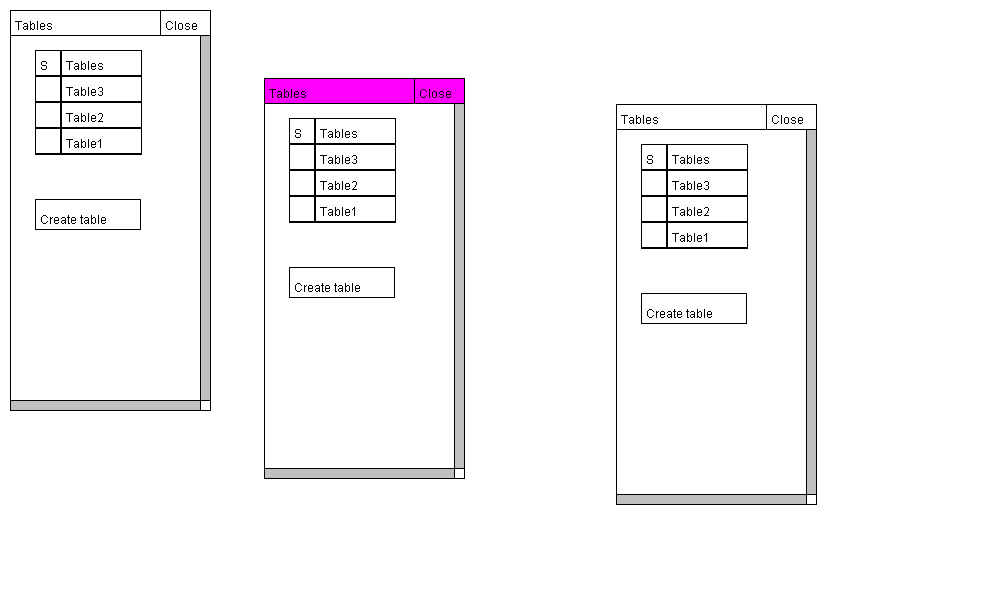 Tables Close
S Tables
Table3
Table2
Table1
Create table
Tables Close
S Tables
Table3
Table2
Table1
Create table
Tables Close
S Tables
Table3
Table2
Table1
Create table